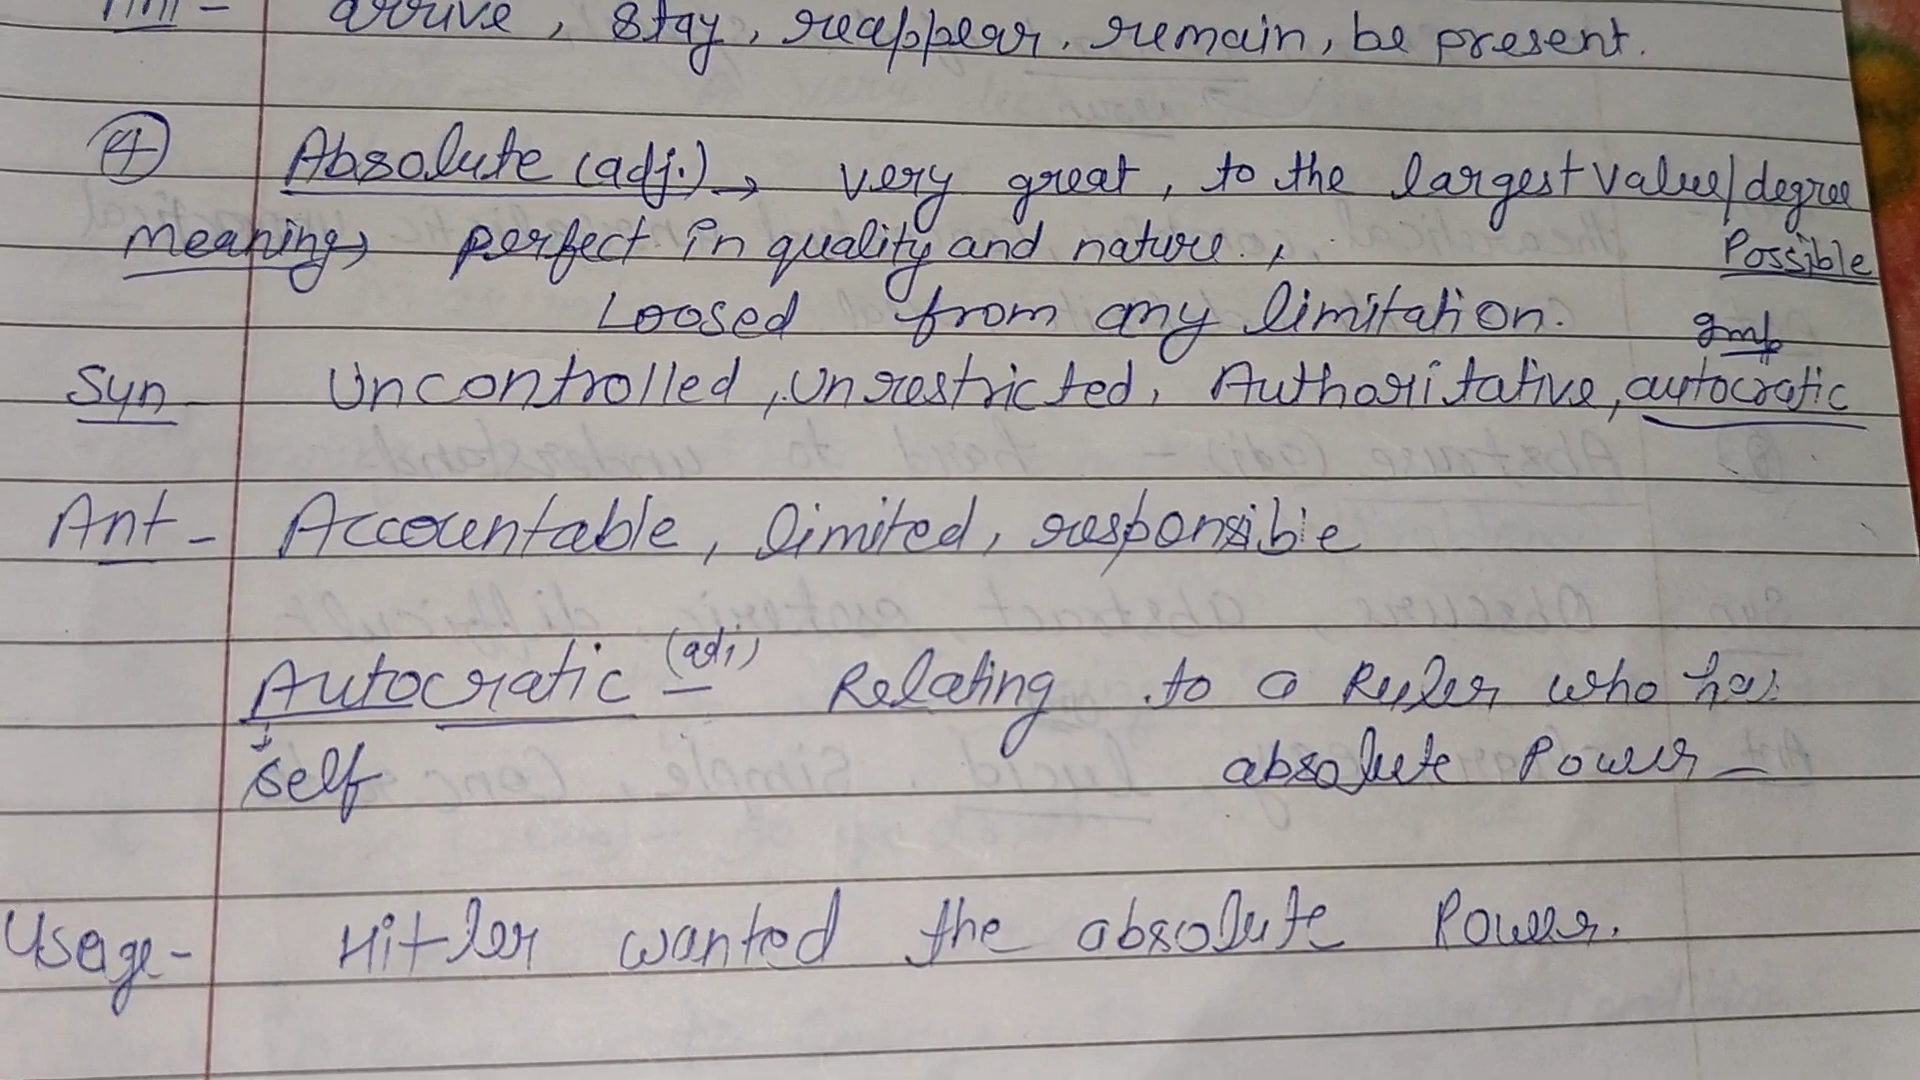 arrive, stay, reappear, remain, be present.
④ Absolute (adj.) → very great, to the largest value/degree
Meaning→ perfect in quality and nature., Possible
Loosed from any limitation. Imp
Syn Uncontrolled, Unrestricted, Authoritative, autocratic
Ant - Accountable, limited, responsible
Autocratic (adj) - Relating to a Ruler who has
self absolute Power -
Usage - Hitler wanted the absolute Power.